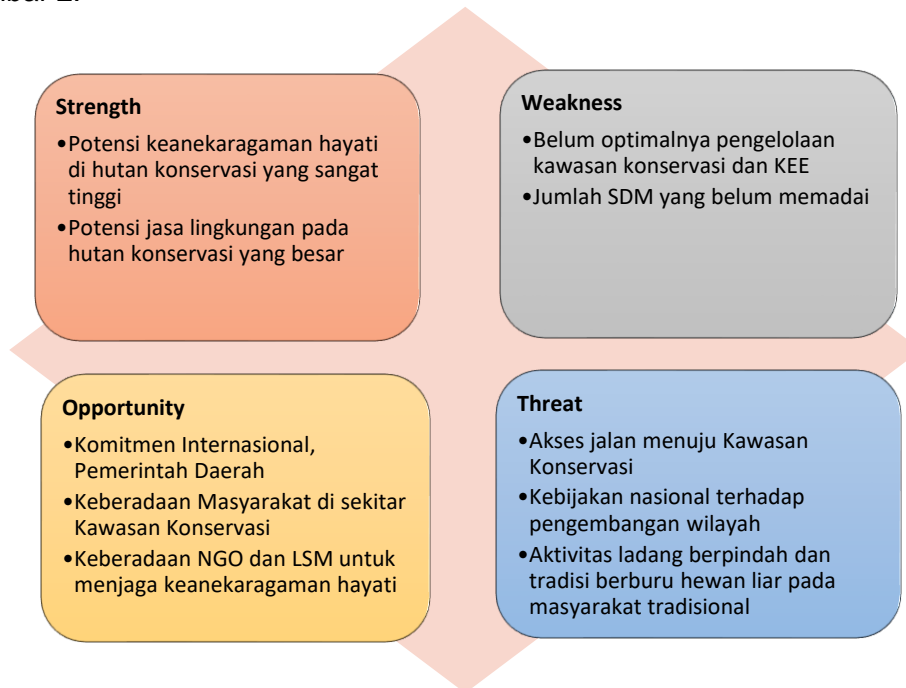 Strength
•Potensi keanekaragaman hayati
di hutan konservasi yang sangat
tinggi
•Potensi jasa lingkungan pada
hutan konservasi yang besar
Weakness
•Belum optimalnya pengelolaan
kawasan konservasi dan KEE
•Jumlah SDM yang belum memadai
Opportunity
•Komitmen Internasional,
Pemerintah Daerah
•Keberadaan Masyarakat di sekitar
Kawasan Konservasi
•Keberadaan NGO dan LSM untuk
menjaga keanekaragaman hayati
Threat
•Akses jalan menuju Kawasan
Konservasi
•Kebijakan nasional terhadap
pengembangan wilayah
•Aktivitas ladang berpindah dan
tradisi berburu hewan liar pada
masyarakat tradisional